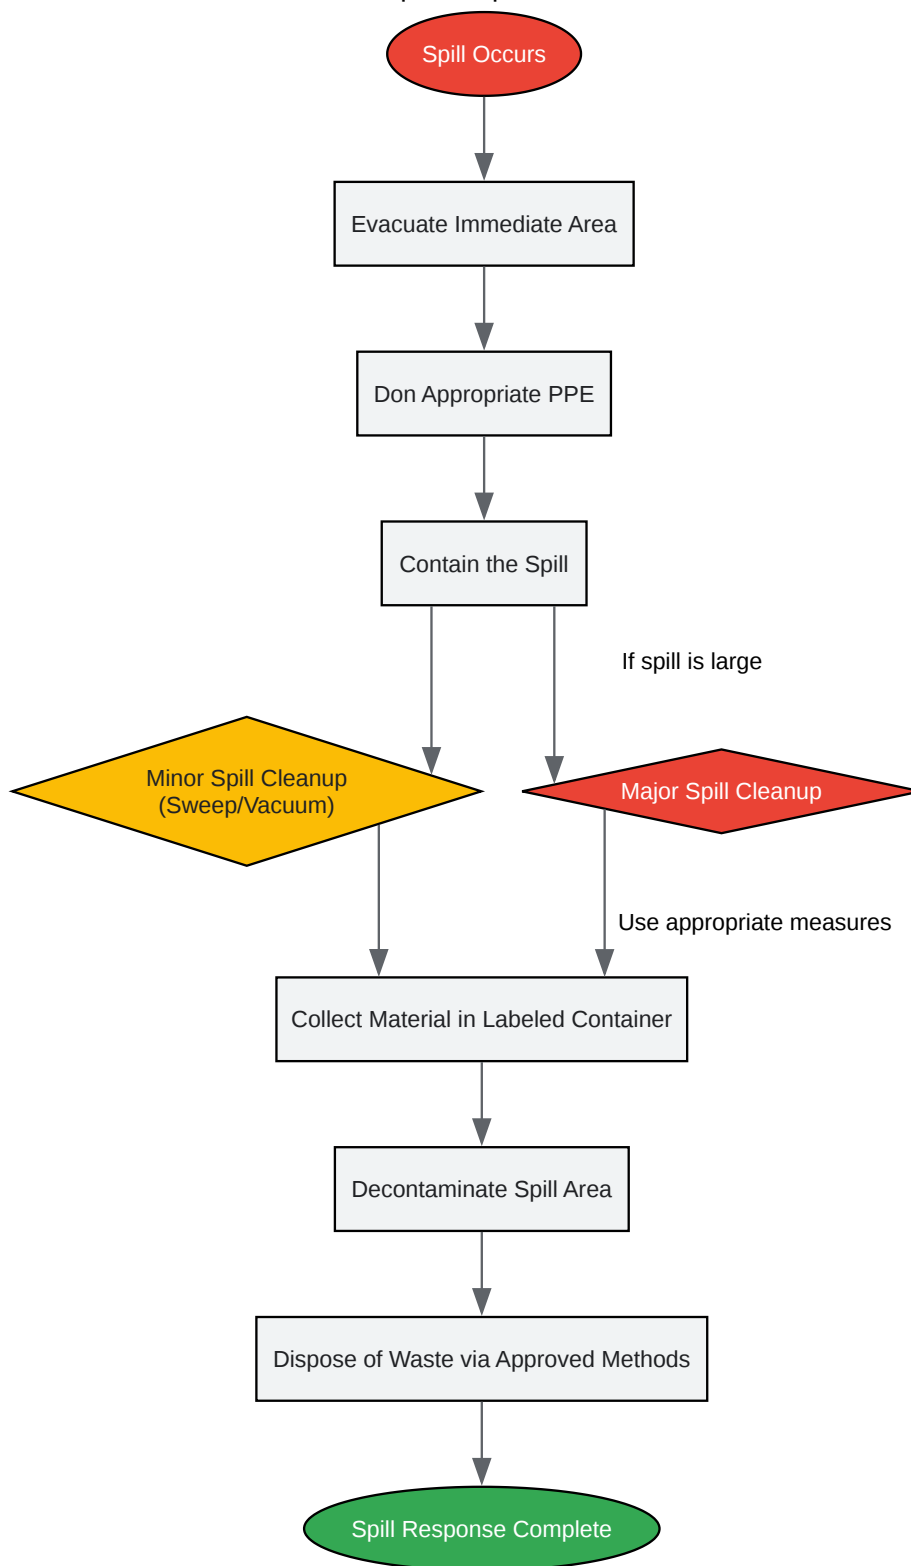 Spill Occurs
Evacuate Immediate Area
Don Appropriate PPE
Contain the Spill
If spill is large
Minor Spill Cleanup
(Sweep/Vacuum)
Major Spill Cleanup
Use appropriate measures
Collect Material in Labeled Container
Decontaminate Spill Area
Dispose of Waste via Approved Methods
Spill Response Complete